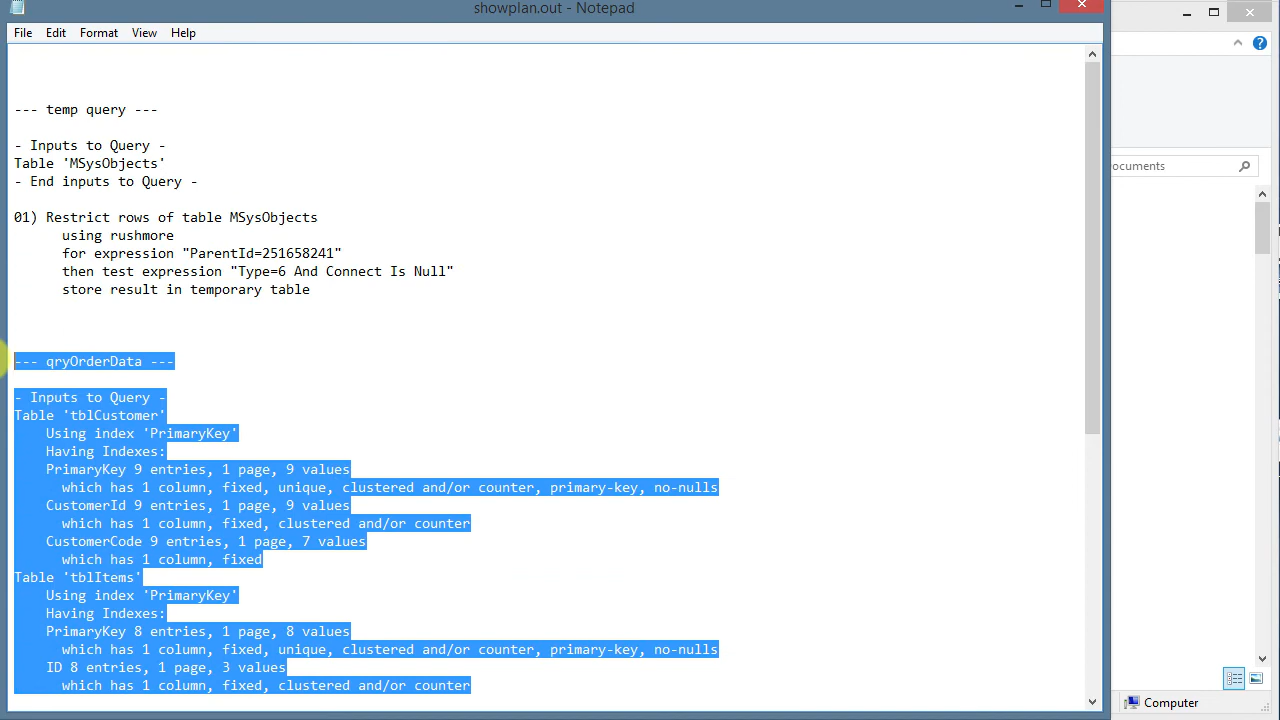 showplan.out - Notepad
File Edit Format View Help
--- temp query ---
- Inputs to Query -
Table 'MSysObjects'
- End inputs to Query -
01) Restrict rows of table MSysObjects
using rushmore
for expression "ParentId=251658241"
then test expression "Type=6 And Connect Is Null"
store result in temporary table
--- qryOrderData ---
- Inputs to Query -
Table 'tblCustomer'
Using index 'PrimaryKey'
Having Indexes:
PrimaryKey 9 entries, 1 page, 9 values
which has 1 column, fixed, unique, clustered and/or counter, primary-key, no-nulls
CustomerId 9 entries, 1 page, 9 values
which has 1 column, fixed, clustered and/or counter
CustomerCode 9 entries, 1 page, 7 values
which has 1 column, fixed
Table 'tblItems'
Using index 'PrimaryKey'
Having Indexes:
PrimaryKey 8 entries, 1 page, 8 values
which has 1 column, fixed, unique, clustered and/or counter, primary-key, no-nulls
ID 8 entries, 1 page, 3 values
which has 1 column, fixed, clustered and/or counter
ocuments
Computer